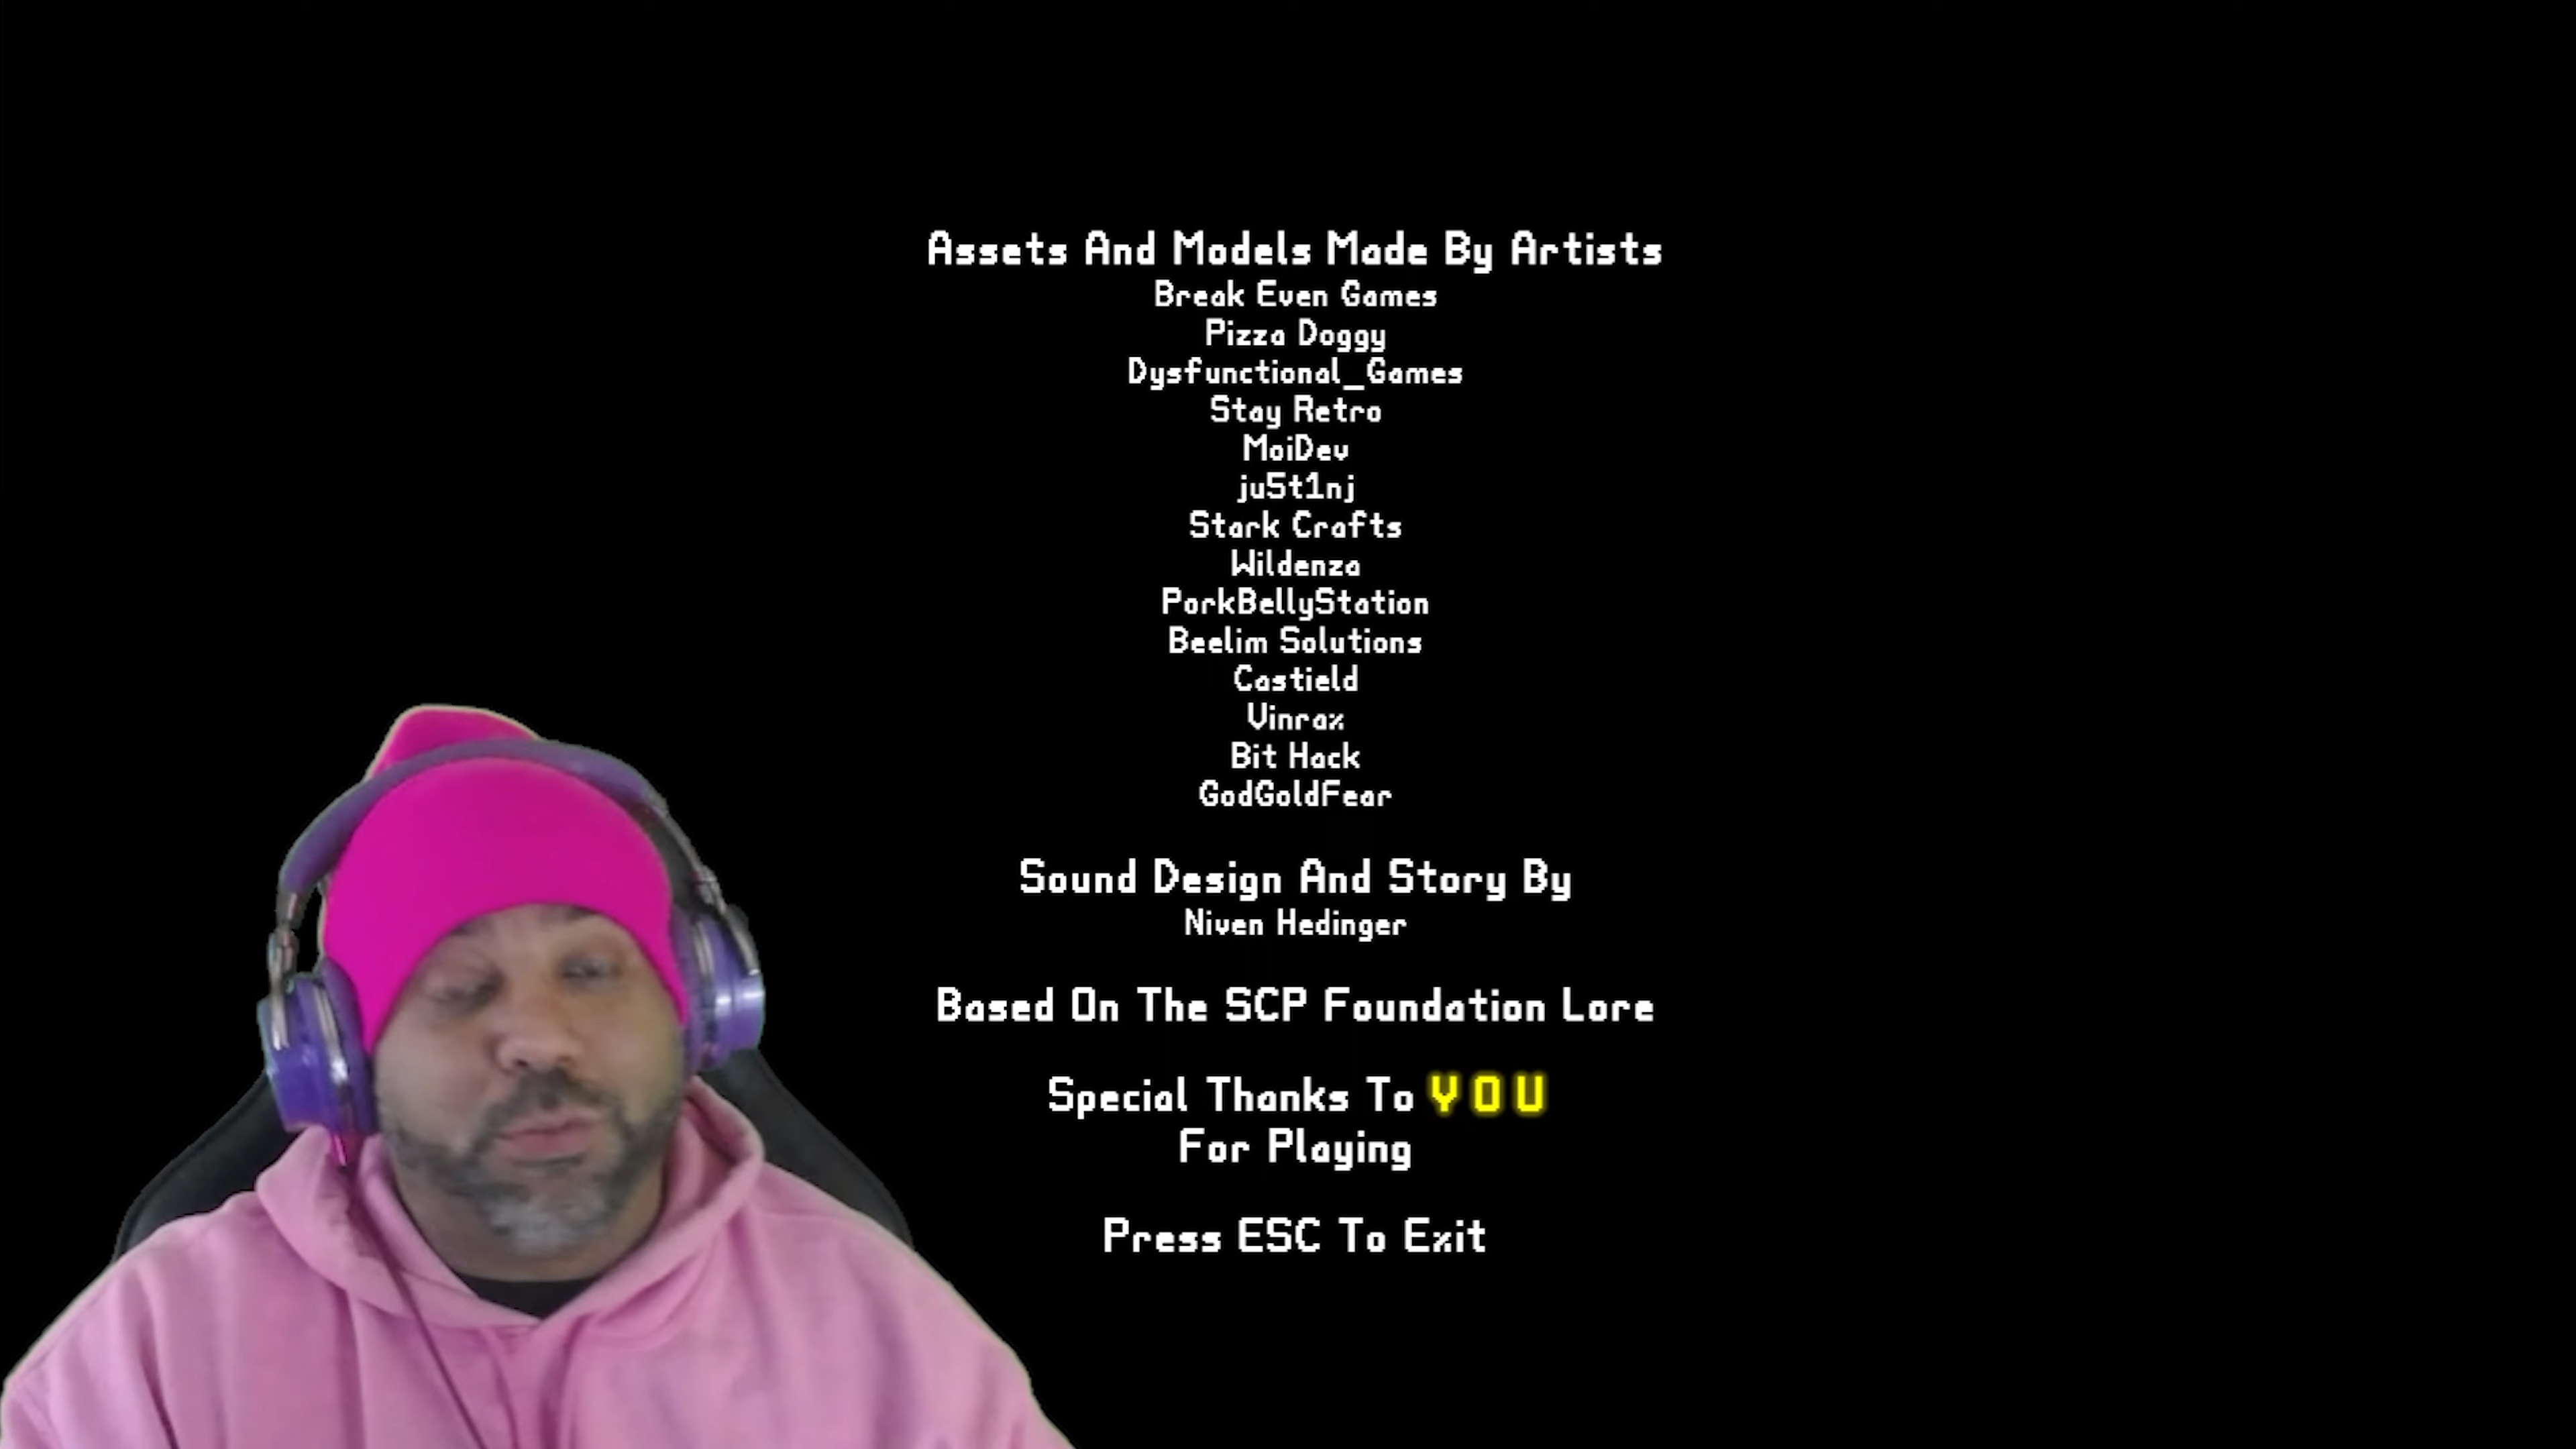 Assets And Models Made By Artists
Break Even Games
Pizza Doggy
Dysfunctional_Games
Stay Retro
MoiDev
ju5t1nj
Stark Crafts
Wildenza
PorkBellyStation
Beelim Solutions
Castield
Vinrax
Bit Hack
GodGoldFear
Sound Design And Story By
Niven Hedinger
Based On The SCP Foundation Lore
Special Thanks To Y O U
For Playing
Press ESC To Exit